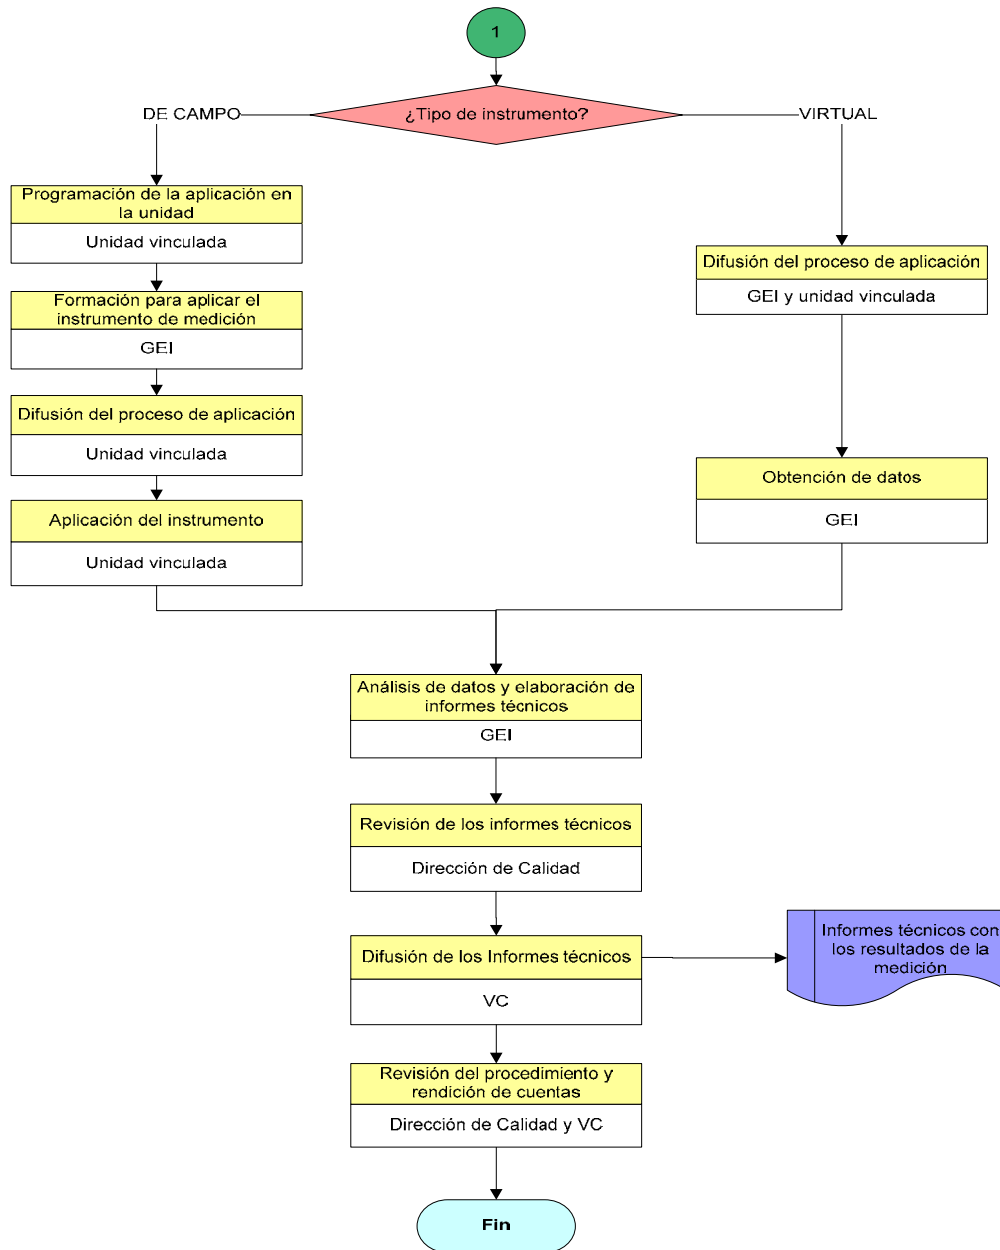 1
¿Tipo de instrumento?
DE CAMPO
VIRTUAL
Programación de la aplicación en
la unidad
Unidad vinculada
Formación para aplicar el
instrumento de medición
GEI
Difusión del proceso de aplicación
Unidad vinculada
Aplicación del instrumento
Unidad vinculada
Difusión del proceso de aplicación
GEI y unidad vinculada
Obtención de datos
GEI
Análisis de datos y elaboración de
informes técnicos
GEI
Revisión de los informes técnicos
Dirección de Calidad
Difusión de los Informes técnicos
VC
Informes técnicos con
los resultados de la
medición
Revisión del procedimiento y
rendición de cuentas
Dirección de Calidad y VC
Fin